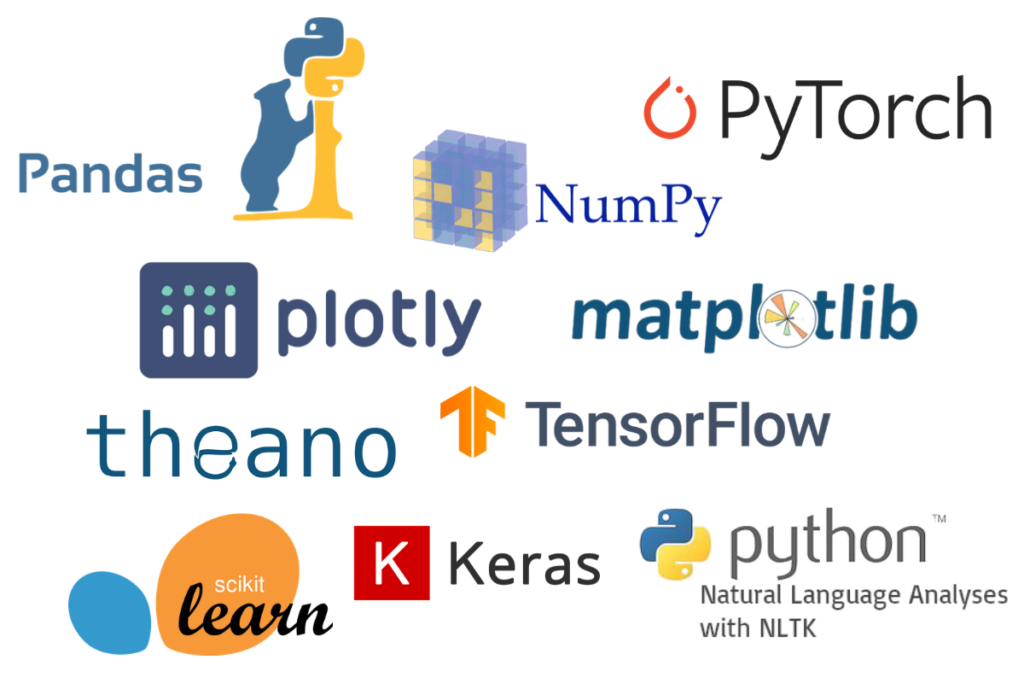 Pandas
PyTorch
NumPy
plotly
matplotlib
theano
TensorFlow
scikit
learn
K Keras
python™
Natural Language Analyses
with NLTK